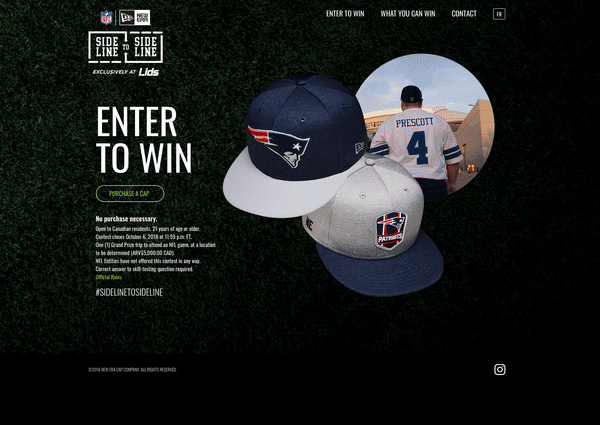 NFL
NEW ERA
ENTER TO WIN
WHAT YOU CAN WIN
CONTACT
FR
SIDE TO SIDE
LINE LINE
EXCLUSIVELY AT Lids
ENTER
TO WIN
PRESCOTT
4
PURCHASE A CAP
PATRIOTS
No purchase necessary.
Open to Canadian residents, 21 years of age or older.
Contest closes October 6, 2018 at 11:59 p.m. ET.
One (1) Grand Prize trip to attend an NFL game, at a location
to be determined (ARV$5,000.00 CAD).
NFL Entities have not offered this contest in any way.
Correct answer to skill-testing question required.
Official Rules
#SIDELINETOSIDELINE
©2018 NEW ERA CAP COMPANY. ALL RIGHTS RESERVED.